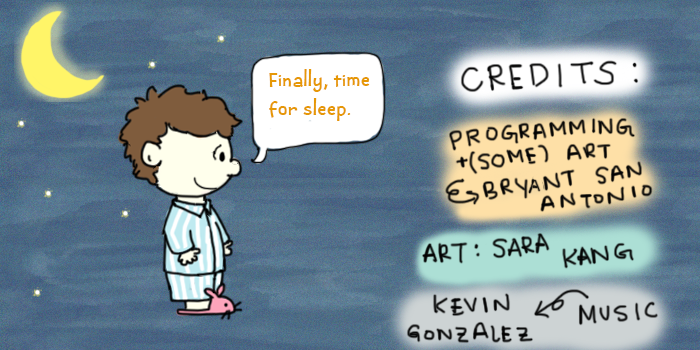 Finally, time
for sleep.
CREDITS:
PROGRAMMING
+(SOME) ART
BRYANT SAN
ANTONIO
ART: SARA KANG
KEVIN MUSIC
GONZALEZ